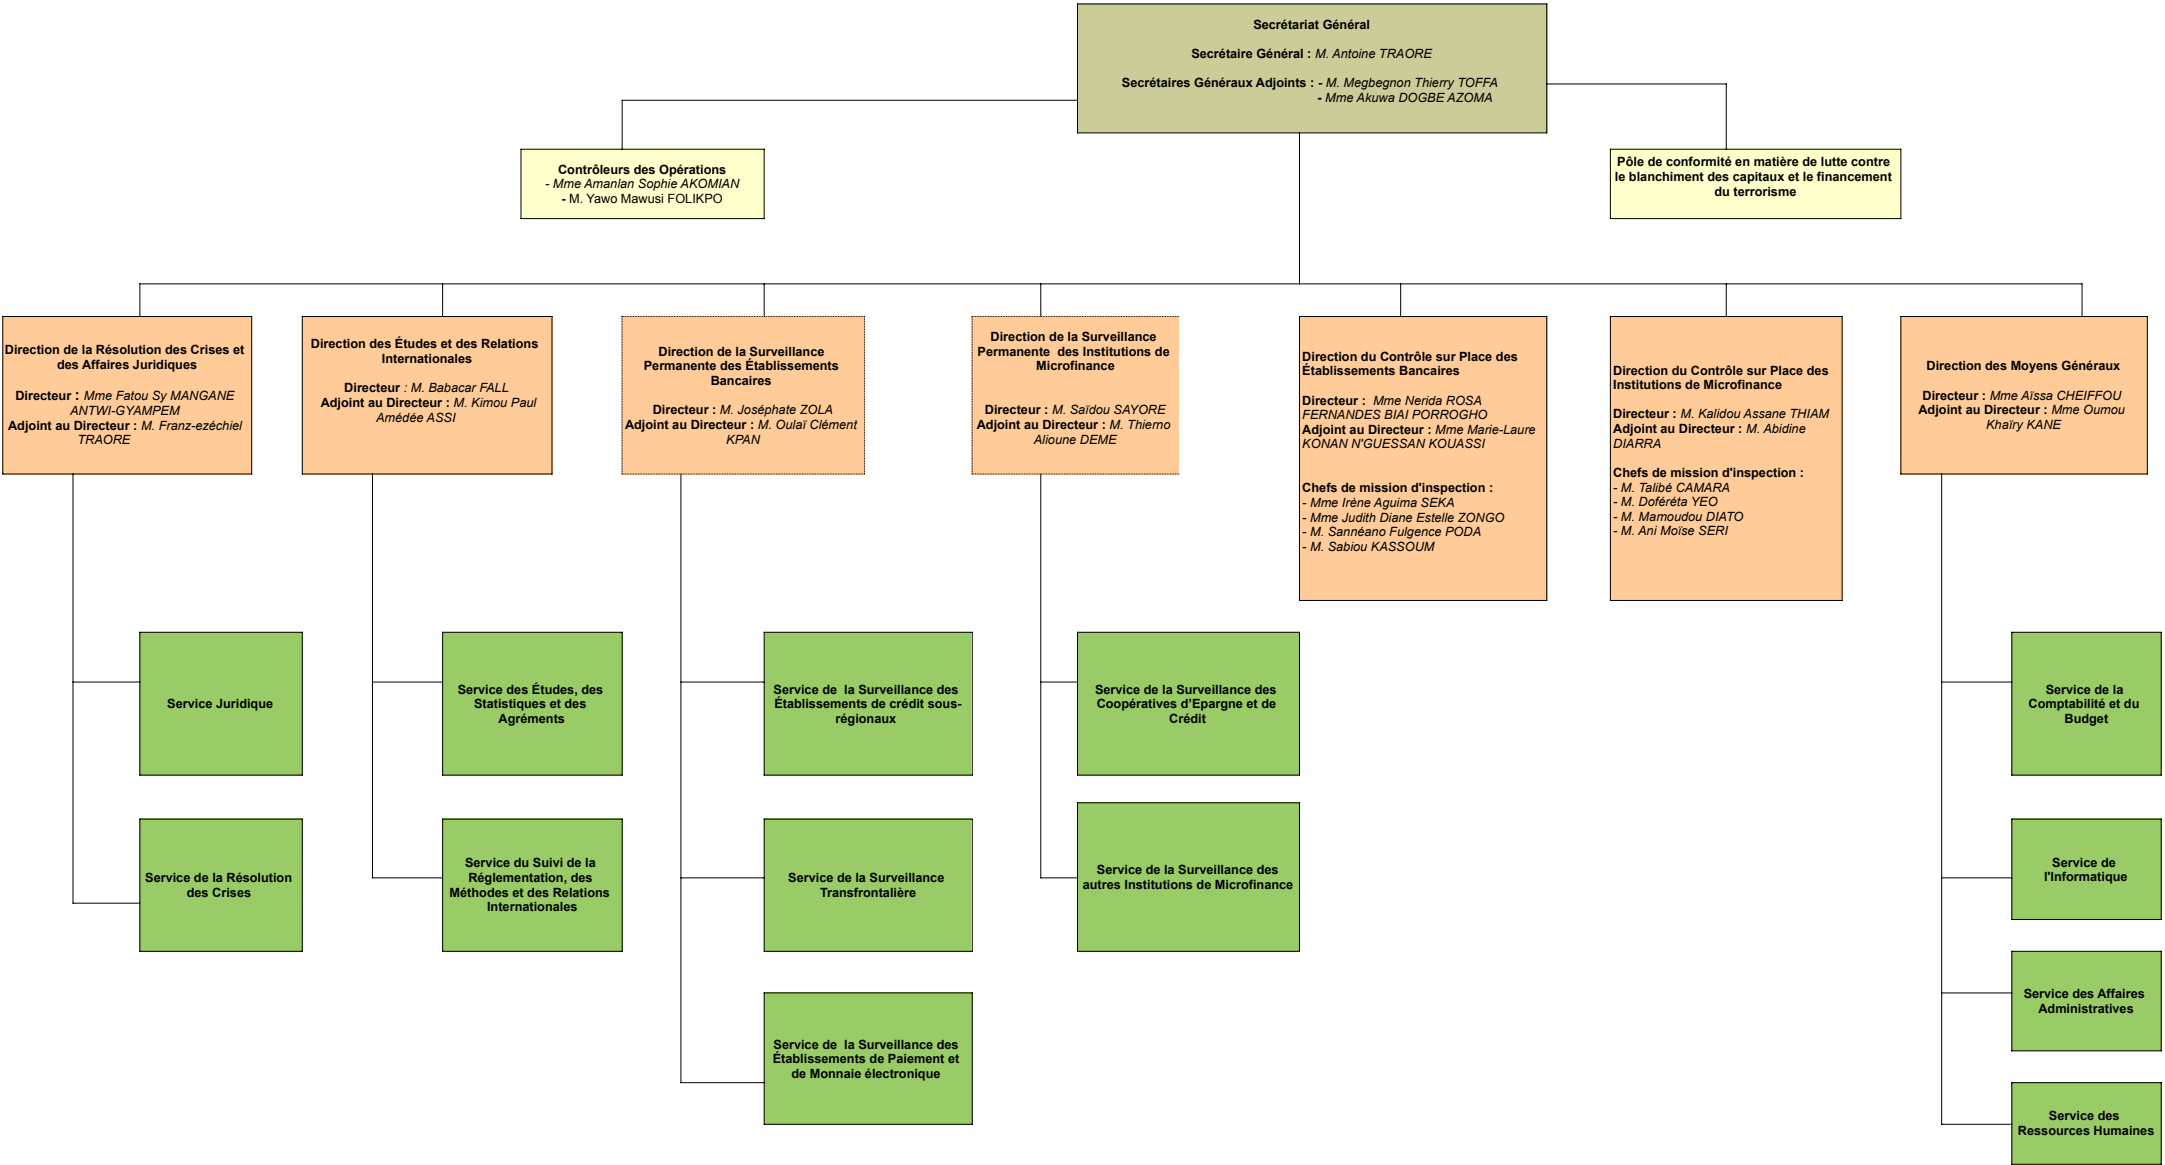 Secrétariat Général
Secrétaire Général : M. Antoine TRAORE
Secrétaires Généraux Adjoints : - M. Megbegnon Thierry TOFFA
- Mme Akuwa DOGBE AZOMA
Contrôleurs des Opérations
- Mme Amanlan Sophie AKOMIAN
- M. Yawo Mawusi FOLIKPO
Pôle de conformité en matière de lutte contre
le blanchiment des capitaux et le financement
du terrorisme
Direction de la Résolution des Crises et
des Affaires Juridiques
Directeur : Mme Fatou Sy MANGANE
ANTWI-GYAMPEM
Adjoint au Directeur : M. Franz-ezéchiel
TRAORE
Direction des Études et des Relations
Internationales
Directeur : M. Babacar FALL
Adjoint au Directeur : M. Kimou Paul
Amédée ASSI
Direction de la Surveillance
Permanente des Établissements
Bancaires
Directeur : M. Joséphate ZOLA
Adjoint au Directeur : M. Oulaï Clément
KPAN
Direction de la Surveillance
Permanente des Institutions de
Microfinance
Directeur : M. Saïdou SAYORE
Adjoint au Directeur : M. Thierno
Alioune DEME
Direction du Contrôle sur Place des
Établissements Bancaires
Directeur : Mme Nerida ROSA
FERNANDES BIAI PORROGHO
Adjoint au Directeur : Mme Marie-Laure
KONAN N'GUESSAN KOUASSI
Chefs de mission d'inspection :
- Mme Irène Aguima SEKA
- Mme Judith Diane Estelle ZONGO
- M. Sannéano Fulgence PODA
- M. Sabiou KASSOUM
Direction du Contrôle sur Place des
Institutions de Microfinance
Directeur : M. Kalidou Assane THIAM
Adjoint au Directeur : M. Abidine
DIARRA
Chefs de mission d'inspection :
- M. Talibé CAMARA
- M. Doféréta YEO
- M. Mamoudou DIATO
- M. Ani Moïse SERI
Direction des Moyens Généraux
Directeur : Mme Aïssa CHEIFFOU
Adjoint au Directeur : Mme Oumou
Khaïry KANE
Service Juridique
Service des Études, des
Statistiques et des
Agréments
Service de la Surveillance des
Établissements de crédit sous-
régionaux
Service de la Surveillance des
Coopératives d’Epargne et de
Crédit
Service de la
Comptabilité et du
Budget
Service de la Résolution
des Crises
Service du Suivi de la
Réglementation, des
Méthodes et des Relations
Internationales
Service de la Surveillance
Transfrontalière
Service de la Surveillance des
autres Institutions de Microfinance
Service de
l'Informatique
Service des Affaires
Administratives
Service de la Surveillance des
Établissements de Paiement et
de Monnaie électronique
Service des
Ressources Humaines